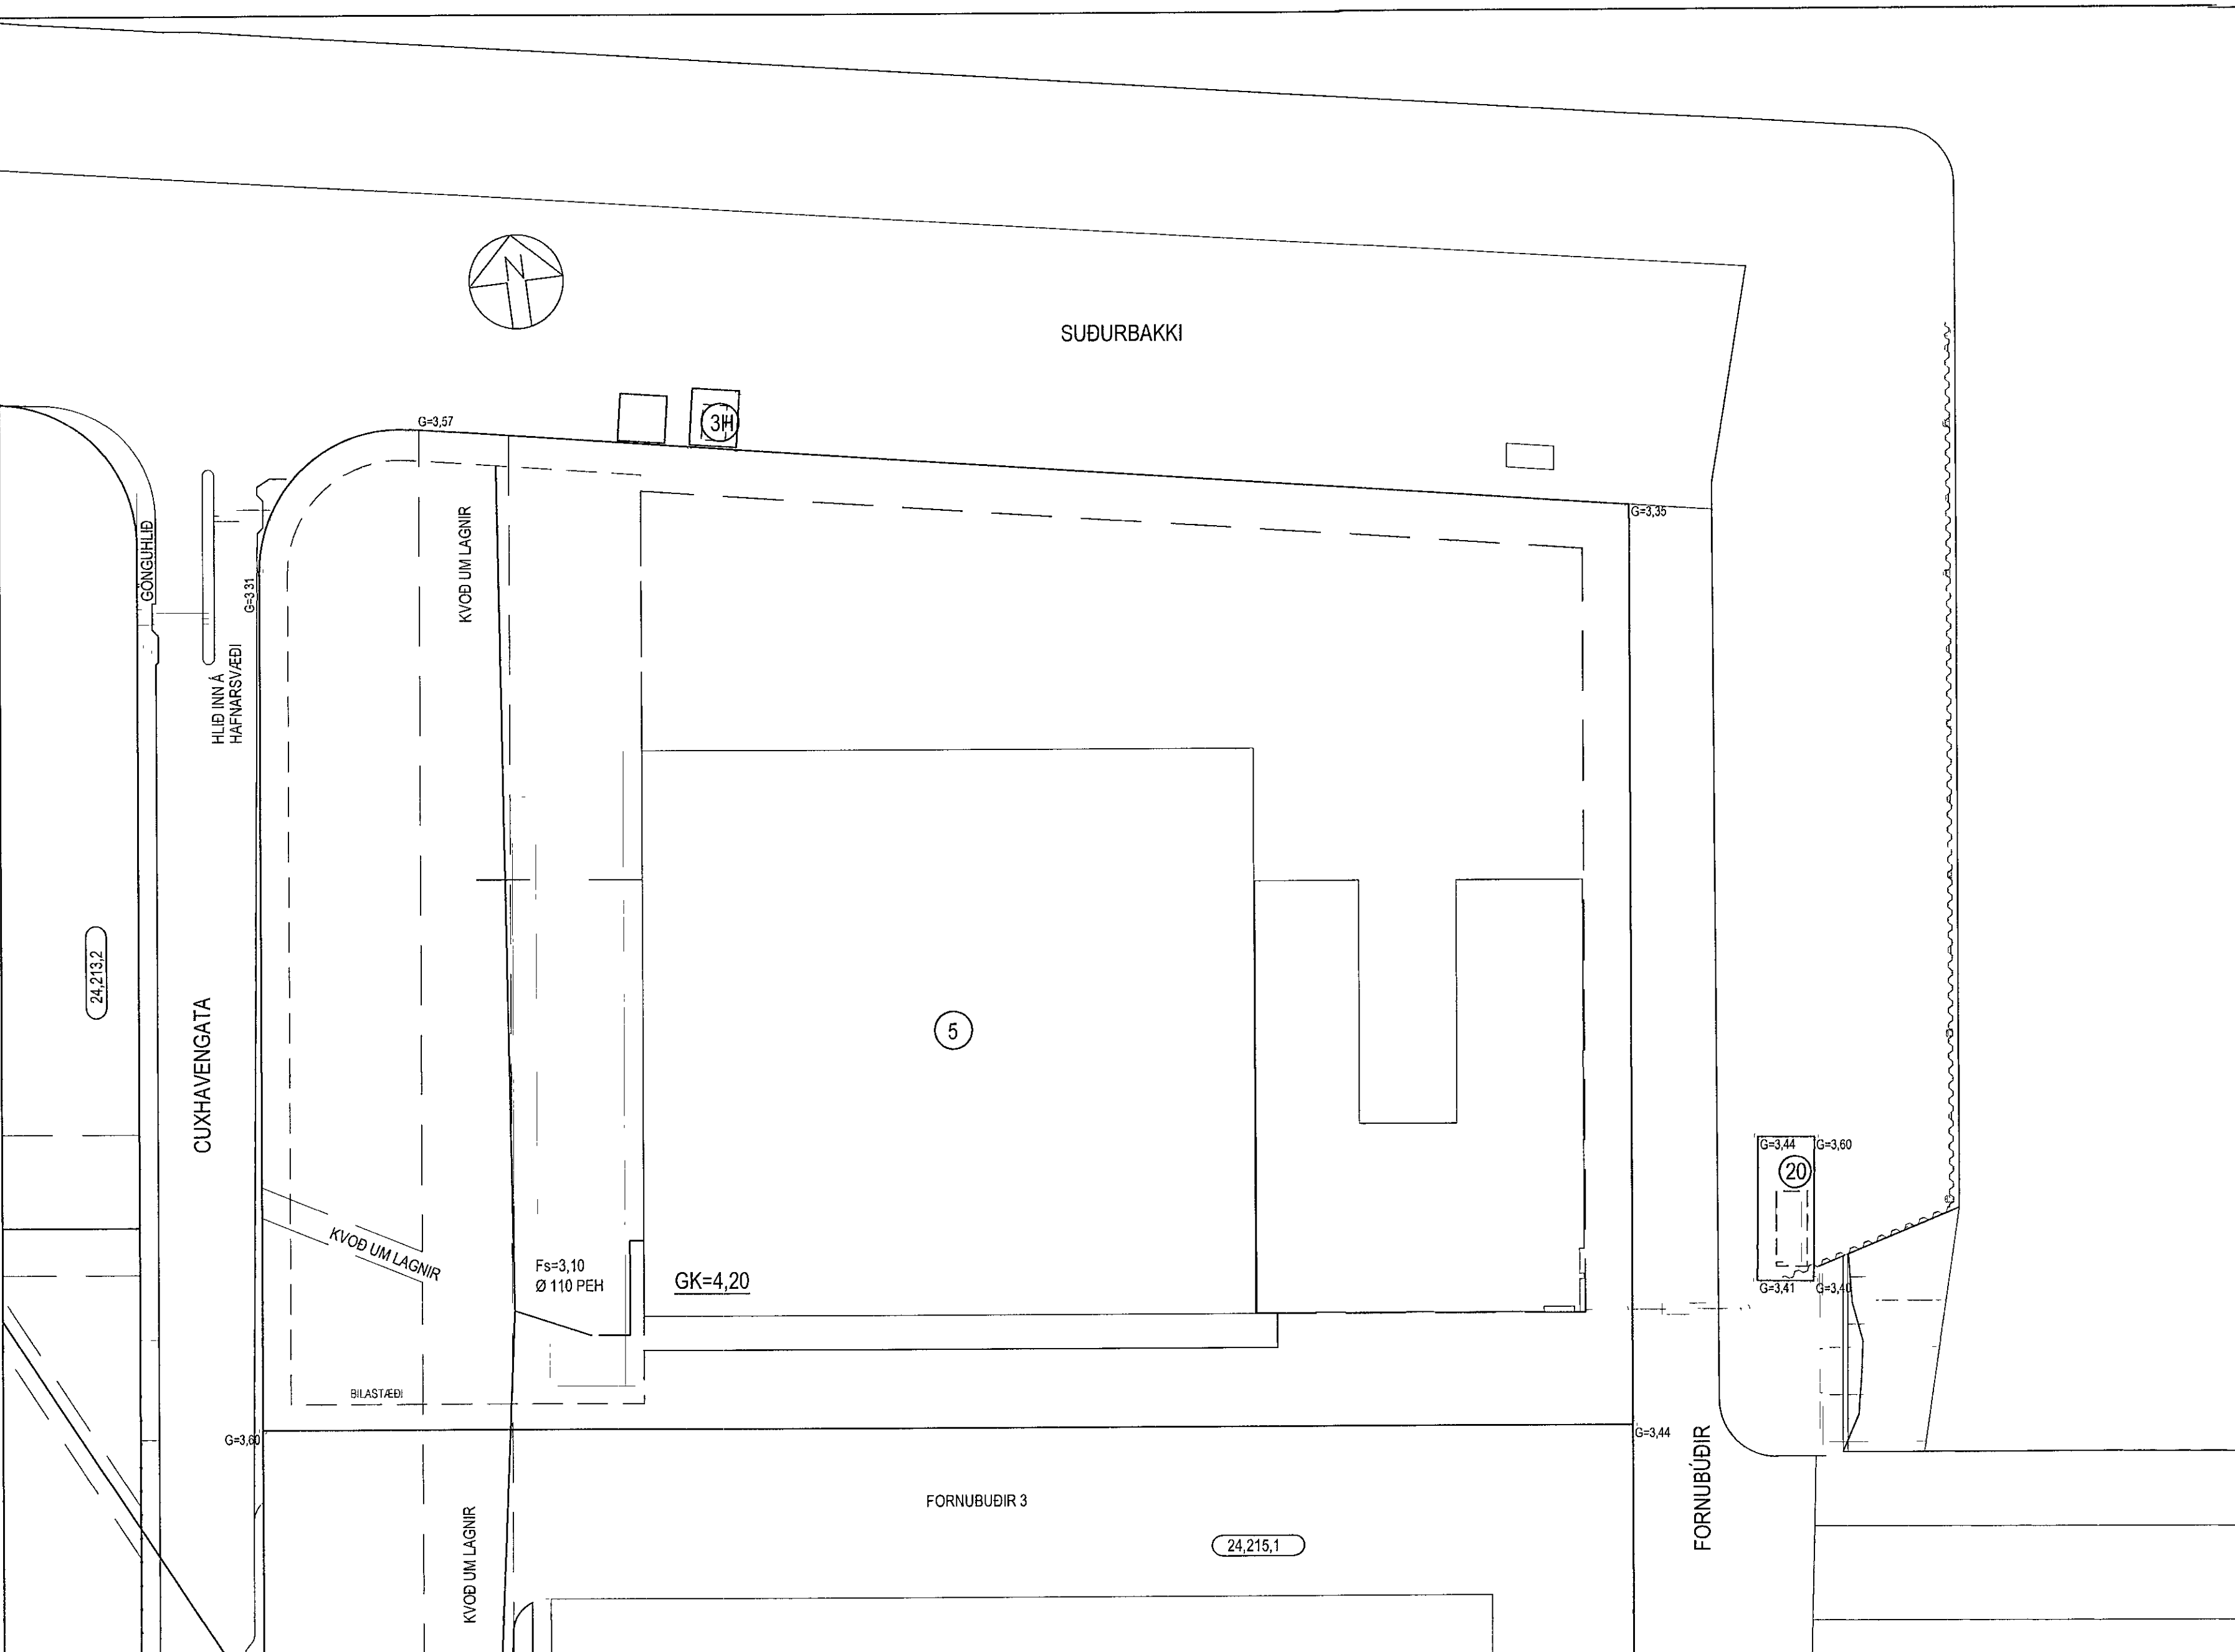 N
SUÐURBAKKI
G=3,57
3H
G=3,35
GÖNGUHLIÐ
G=3,31
KVOÐ UM LAGNIR
HLIÐ INN Á
HAFNARSVÆÐI
24,213,2
CUXHAVENGATA
5
G=3,44
G=3,60
20
KVOÐ UM LAGNIR
Fs=3,10
Ø 110 PEH
GK=4,20
G=3,41
G=3,40
BILASTÆÐI
G=3,60
G=3,44
FORNUBÚÐIR
FORNUBUÐIR 3
KVOÐ UM LAGNIR
24,215,1